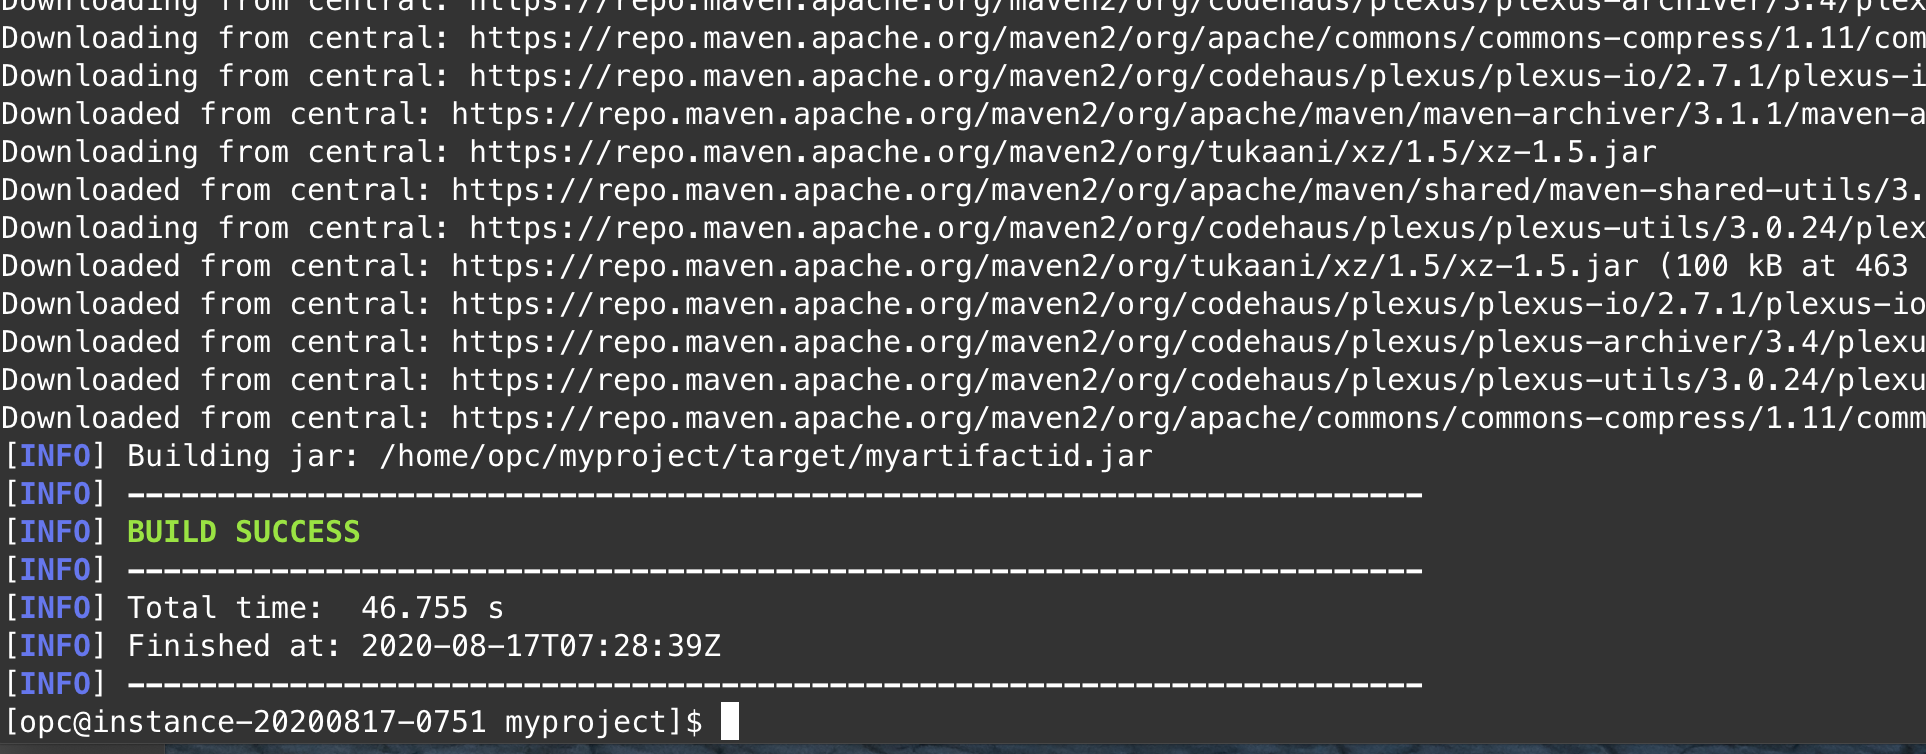 Downloading from central: https://repo.maven.apache.org/maven2/org/codehaus/plexus/plexus-archiver/3.4/plex
Downloading from central: https://repo.maven.apache.org/maven2/org/apache/commons/commons-compress/1.11/com
Downloading from central: https://repo.maven.apache.org/maven2/org/codehaus/plexus/plexus-io/2.7.1/plexus-i
Downloaded from central: https://repo.maven.apache.org/maven2/org/apache/maven/maven-archiver/3.1.1/maven-a
Downloading from central: https://repo.maven.apache.org/maven2/org/tukaani/xz/1.5/xz-1.5.jar
Downloaded from central: https://repo.maven.apache.org/maven2/org/apache/maven/shared/maven-shared-utils/3.
Downloading from central: https://repo.maven.apache.org/maven2/org/codehaus/plexus/plexus-utils/3.0.24/plex
Downloaded from central: https://repo.maven.apache.org/maven2/org/tukaani/xz/1.5/xz-1.5.jar (100 kB at 463
Downloaded from central: https://repo.maven.apache.org/maven2/org/codehaus/plexus/plexus-io/2.7.1/plexus-io
Downloaded from central: https://repo.maven.apache.org/maven2/org/codehaus/plexus/plexus-archiver/3.4/plexu
Downloaded from central: https://repo.maven.apache.org/maven2/org/codehaus/plexus/plexus-utils/3.0.24/plexu
Downloaded from central: https://repo.maven.apache.org/maven2/org/apache/commons/commons-compress/1.11/comm
[INFO] Building jar: /home/opc/myproject/target/myartifactid.jar
[INFO] ------------------------------------------------------------------------
[INFO] BUILD SUCCESS
[INFO] ------------------------------------------------------------------------
[INFO] Total time:  46.755 s
[INFO] Finished at: 2020-08-17T07:28:39Z
[INFO] ------------------------------------------------------------------------
[opc@instance-20200817-0751 myproject]$